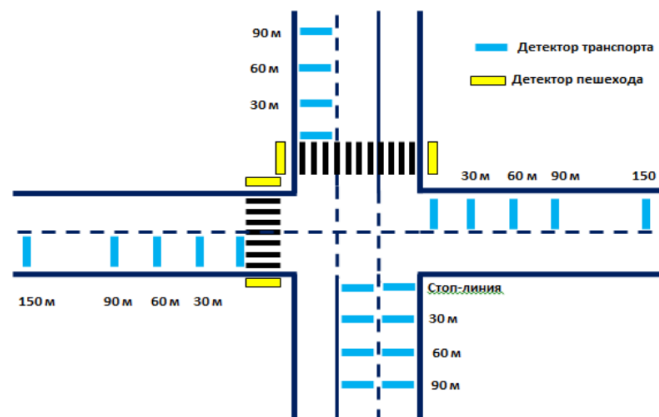 90 м
60 м
30 м
Детектор транспорта
Детектор пешехода
30 м
60 м
90 м
150
150 м
90 м
60 м
30 м
Стоп-линия
30 м
60 м
90 м